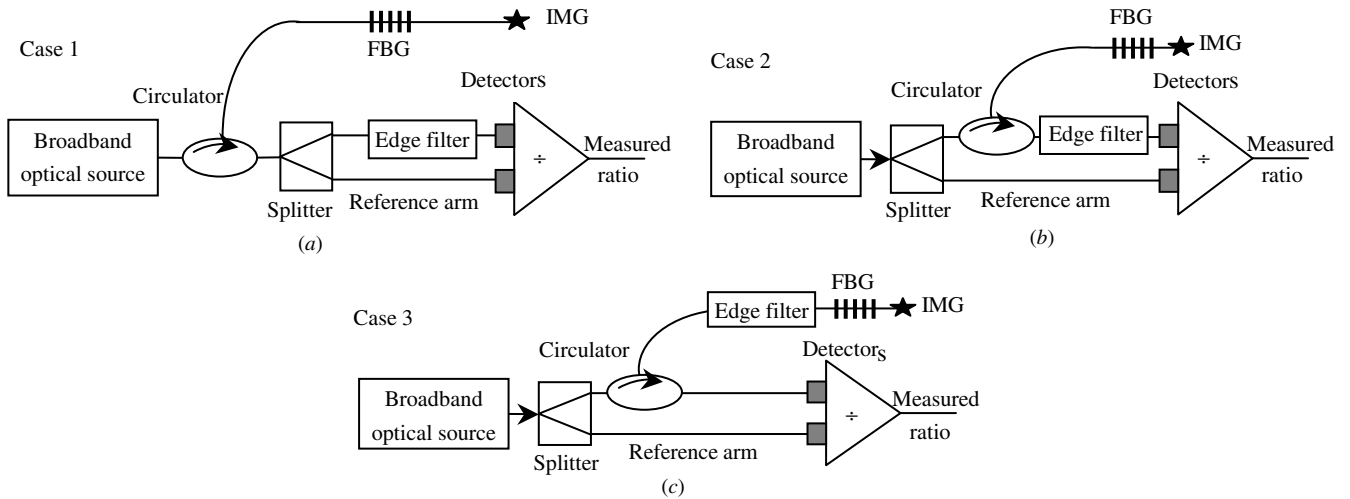 Case 1
IMG
FBG
Circulator
Detectors
Broadband
optical source
Edge filter
÷
Measured
ratio
Splitter
Reference arm
(a)
Case 2
FBG
IMG
Circulator
Detectors
Broadband
optical source
Edge filter
÷
Measured
ratio
Splitter
Reference arm
(b)
Case 3
FBG
Edge filter
IMG
Circulator
Detectors
Broadband
optical source
÷
Measured
ratio
Splitter
Reference arm
(c)